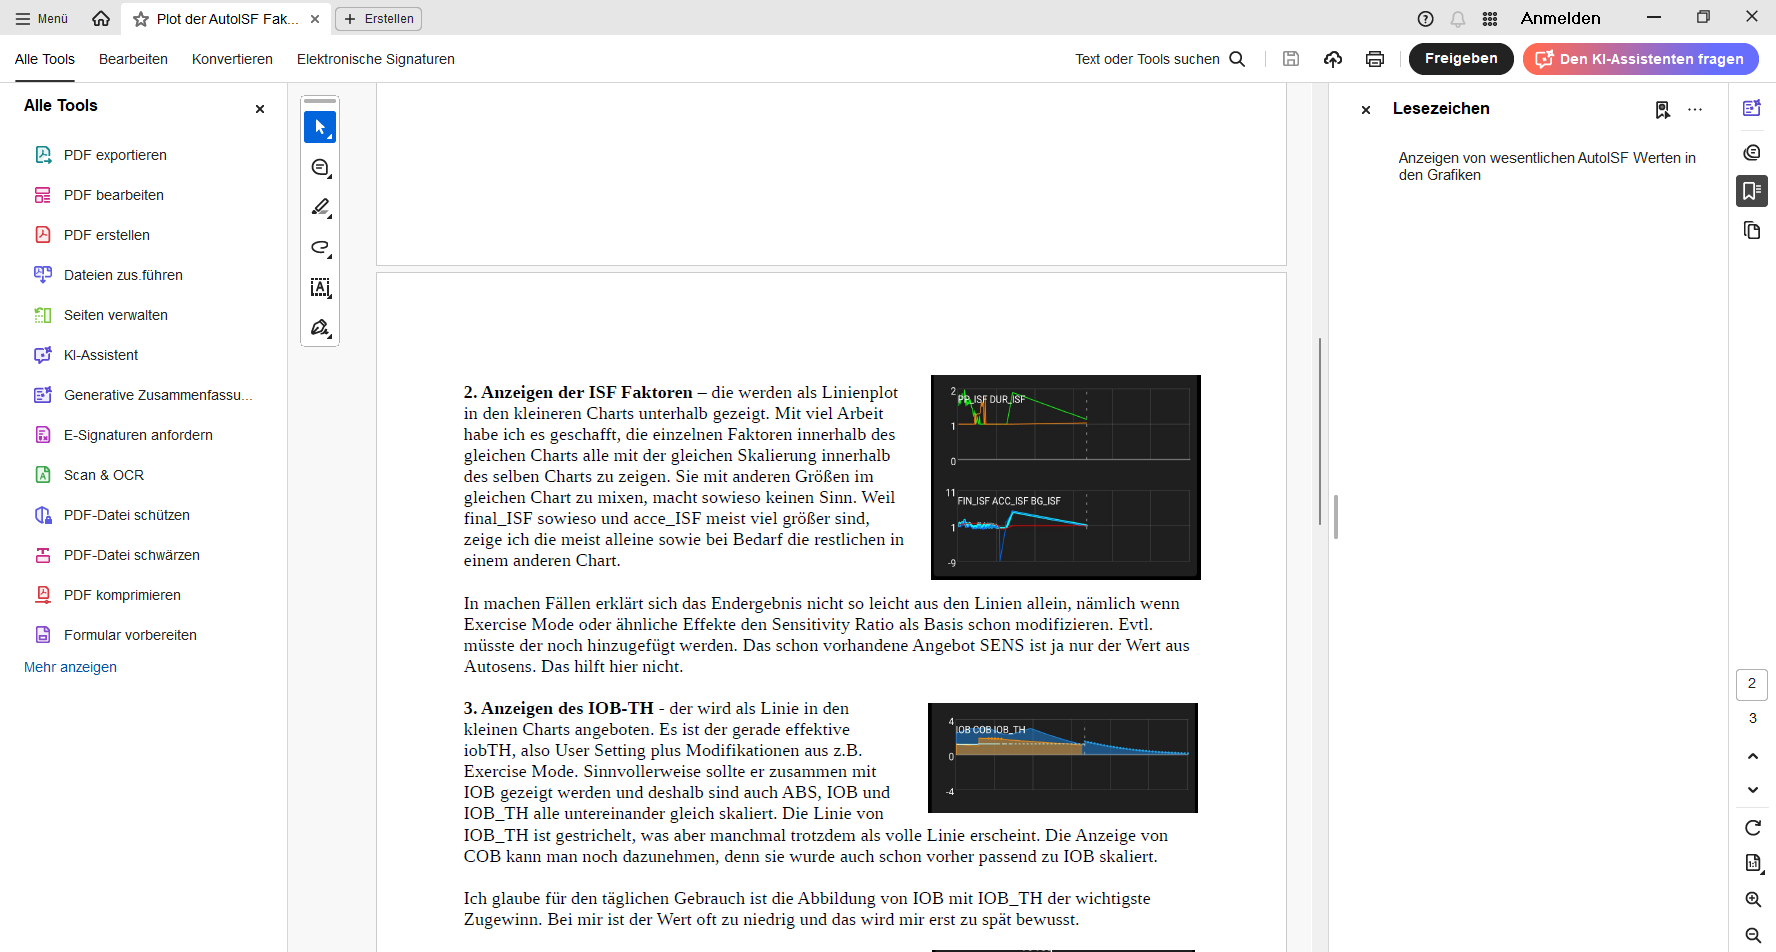 Menü
Plot der AutoISF Fak...
Erstellen
Anmelden
Alle Tools
Bearbeiten
Konvertieren
Elektronische Signaturen
Text oder Tools suchen
Freigeben
Den KI-Assistenten fragen
Alle Tools
PDF exportieren
PDF bearbeiten
PDF erstellen
Dateien zus.führen
Seiten verwalten
KI-Assistent
Generative Zusammenfassu...
E-Signaturen anfordern
Scan & OCR
PDF-Datei schützen
PDF-Datei schwärzen
PDF komprimieren
Formular vorbereiten
Mehr anzeigen
2. Anzeigen der ISF Faktoren – die werden als Linienplot
in den kleineren Charts unterhalb gezeigt. Mit viel Arbeit
habe ich es geschafft, die einzelnen Faktoren innerhalb des
gleichen Charts alle mit der gleichen Skalierung innerhalb
des selben Charts zu zeigen. Sie mit anderen Größen im
gleichen Chart zu mixen, macht sowieso keinen Sinn. Weil
final_ISF sowieso und acce_ISF meist viel größer sind,
zeige ich die meist alleine sowie bei Bedarf die restlichen in
einem anderen Chart.
2
PP_ISF DUR_ISF
1
0
11
FIN_ISF ACC_ISF BG_ISF
1
-9
In machen Fällen erklärt sich das Endergebnis nicht so leicht aus den Linien allein, nämlich wenn
Exercise Mode oder ähnliche Effekte den Sensitivity Ratio als Basis schon modifizieren. Evtl.
müsste der noch hinzugefügt werden. Das schon vorhandene Angebot SENS ist ja nur der Wert aus
Autosens. Das hilft hier nicht.
3. Anzeigen des IOB-TH - der wird als Linie in den
kleinen Charts angeboten. Es ist der gerade effektive
iobTH, also User Setting plus Modifikationen aus z.B.
Exercise Mode. Sinnvollerweise sollte er zusammen mit
IOB gezeigt werden und deshalb sind auch ABS, IOB und
IOB_TH alle untereinander gleich skaliert. Die Linie von
IOB_TH ist gestrichelt, was aber manchmal trotzdem als volle Linie erscheint. Die Anzeige von
COB kann man noch dazunehmen, denn sie wurde auch schon vorher passend zu IOB skaliert.
4
IOB COB IOB_TH
0
-4
Ich glaube für den täglichen Gebrauch ist die Abbildung von IOB mit IOB_TH der wichtigste
Zugewinn. Bei mir ist der Wert oft zu niedrig und das wird mir erst zu spät bewusst.
Lesezeichen
Anzeigen von wesentlichen AutoISF Werten in
den Grafiken
2
3
1:1